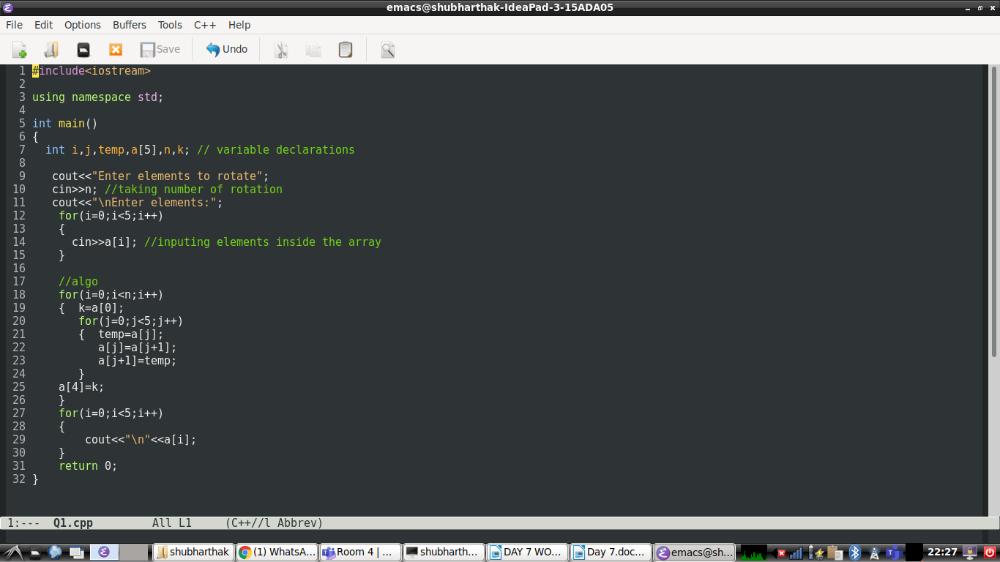 emacs@shubharthak-IdeaPad-3-15ADA05
File Edit Options Buffers Tools C++ Help
Save Undo
1 #include<iostream>
2
3 using namespace std;
4
5 int main()
6 {
7   int i,j,temp,a[5],n,k; // variable declarations
8
9    cout<<"Enter elements to rotate";
10    cin>>n; //taking number of rotation
11    cout<<"\nEnter elements:";
12     for(i=0;i<5;i++)
13     {
14       cin>>a[i]; //inputing elements inside the array
15     }
16
17     //algo
18     for(i=0;i<n;i++)
19     {  k=a[0];
20        for(j=0;j<5;j++)
21        {  temp=a[j];
22           a[j]=a[j+1];
23           a[j+1]=temp;
24        }
25     a[4]=k;
26     }
27     for(i=0;i<5;i++)
28     {
29         cout<<"\n"<<a[i];
30     }
31     return 0;
32 }
1:--- Q1.cpp All L1 (C++//l Abbrev)
shubharthak (1) WhatsA... Room 4 | ... shubharth... DAY 7 WO... Day 7.doc... emacs@sh... 22:27